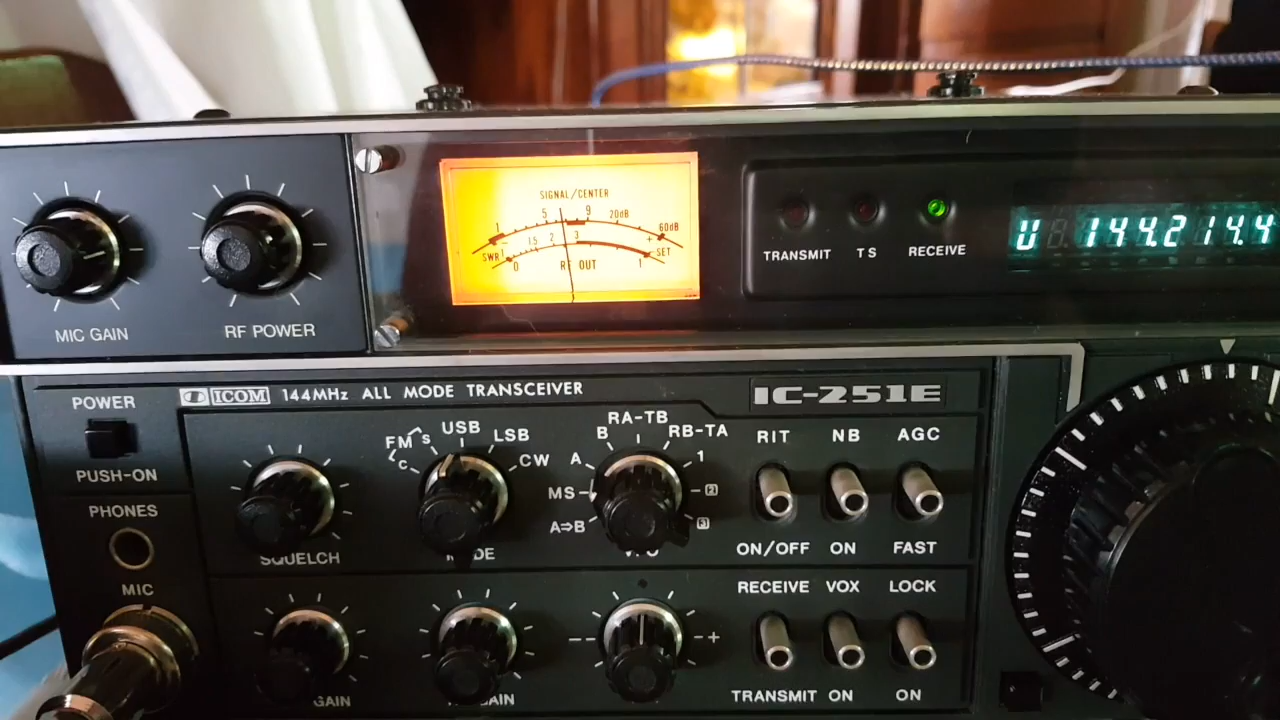 SIGNAL/CENTER
1 5 9 20dB 60dB
- 1.5 2 3 +
SWR SET
0 RF OUT 1
TRANSMIT TS RECEIVE
U 144.214.4
MIC GAIN RF POWER
POWER
PUSH-ON
PHONES
MIC
ICOM 144MHz ALL MODE TRANSCEIVER
IC-251E
FM S C USB LSB CW
RA-TB
B RB-TA
A 1
MS 2
A⇒B 3
SQUELCH
RIT NB AGC
ON/OFF ON FAST
RECEIVE VOX LOCK
- +
GAIN
TRANSMIT ON ON